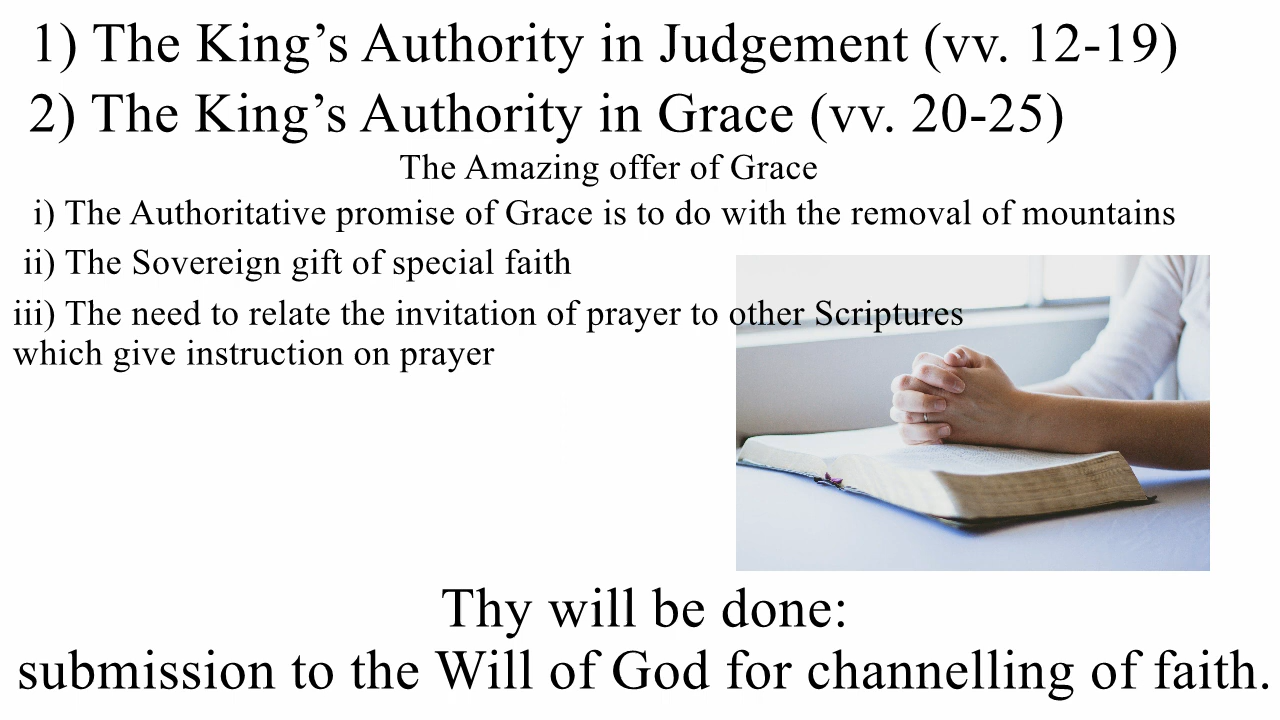 1) The King’s Authority in Judgement (vv. 12-19)
2) The King’s Authority in Grace (vv. 20-25)
The Amazing offer of Grace
i) The Authoritative promise of Grace is to do with the removal of mountains
ii) The Sovereign gift of special faith
iii) The need to relate the invitation of prayer to other Scriptures
which give instruction on prayer
Thy will be done:
submission to the Will of God for channelling of faith.